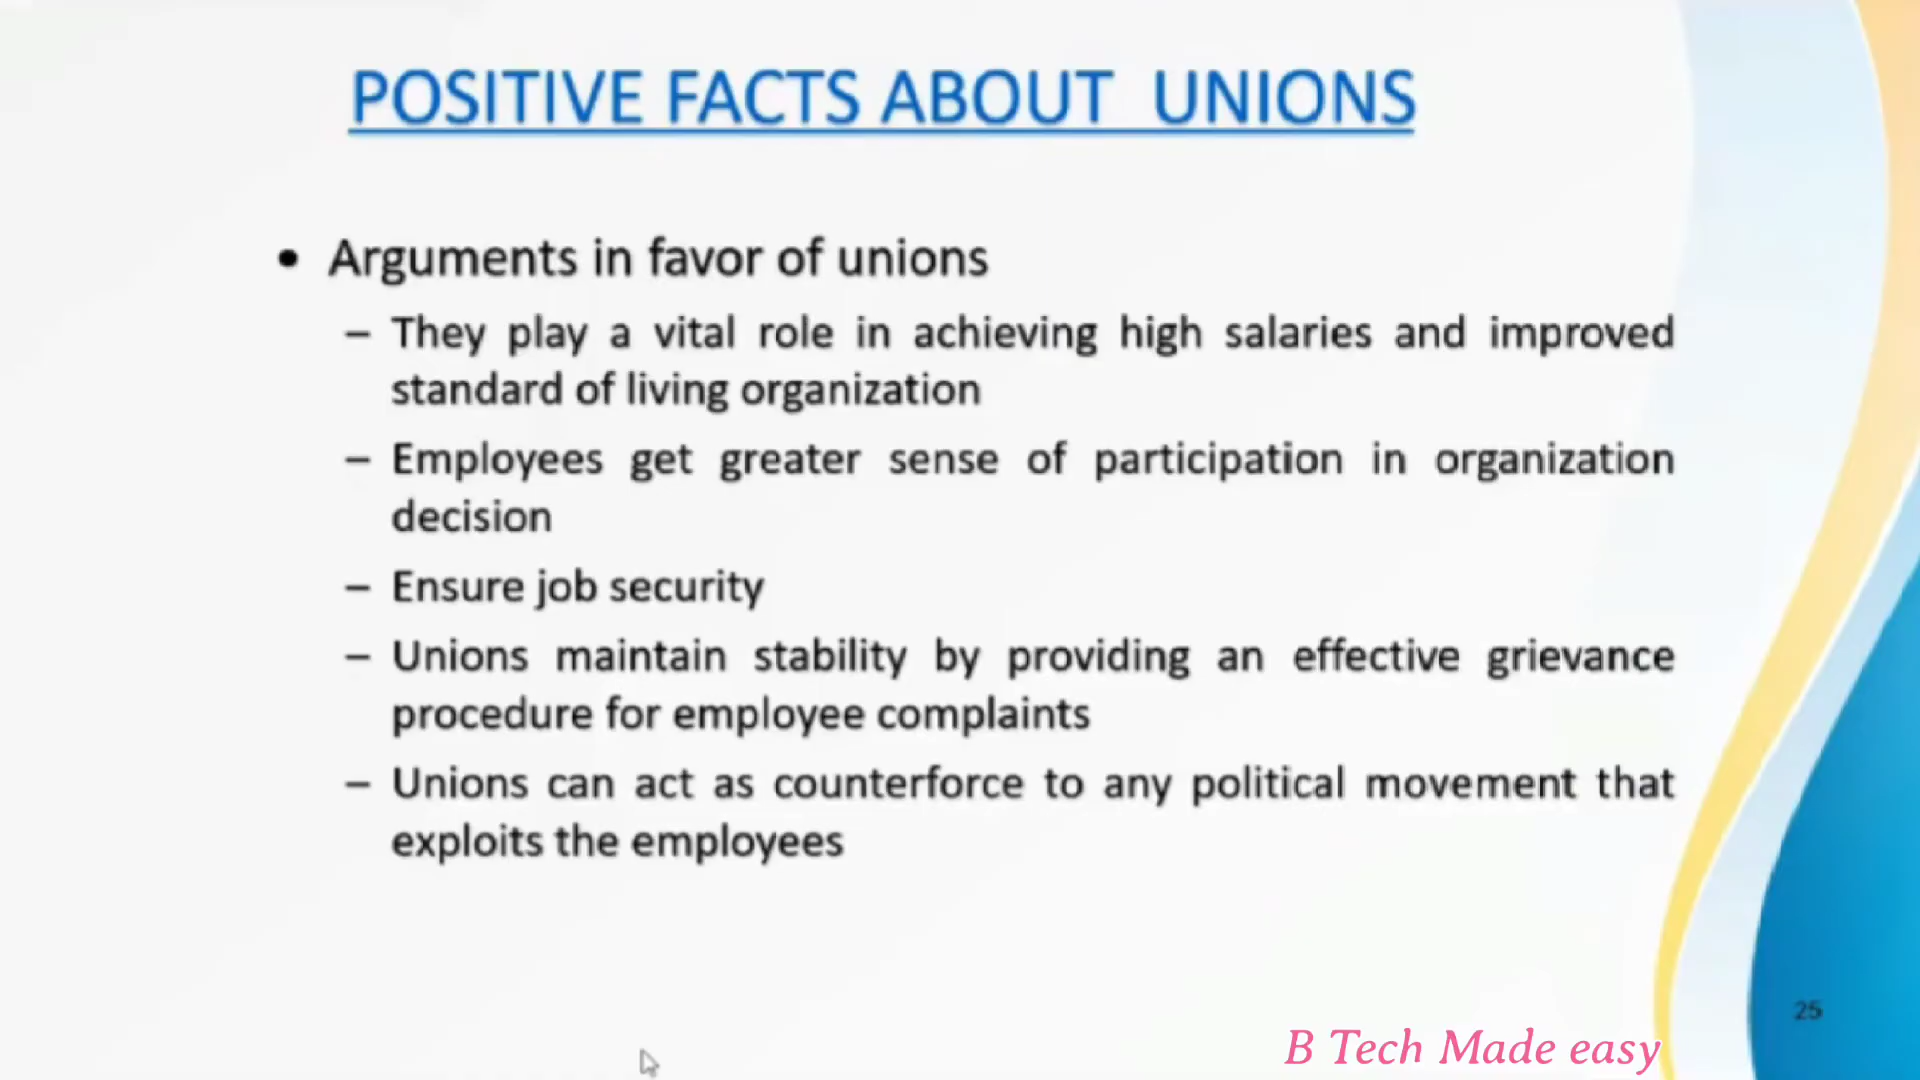 POSITIVE FACTS ABOUT UNIONS
• Arguments in favor of unions
– They play a vital role in achieving high salaries and improved
standard of living organization
– Employees get greater sense of participation in organization
decision
– Ensure job security
– Unions maintain stability by providing an effective grievance
procedure for employee complaints
– Unions can act as counterforce to any political movement that
exploits the employees
25
B Tech Made easy